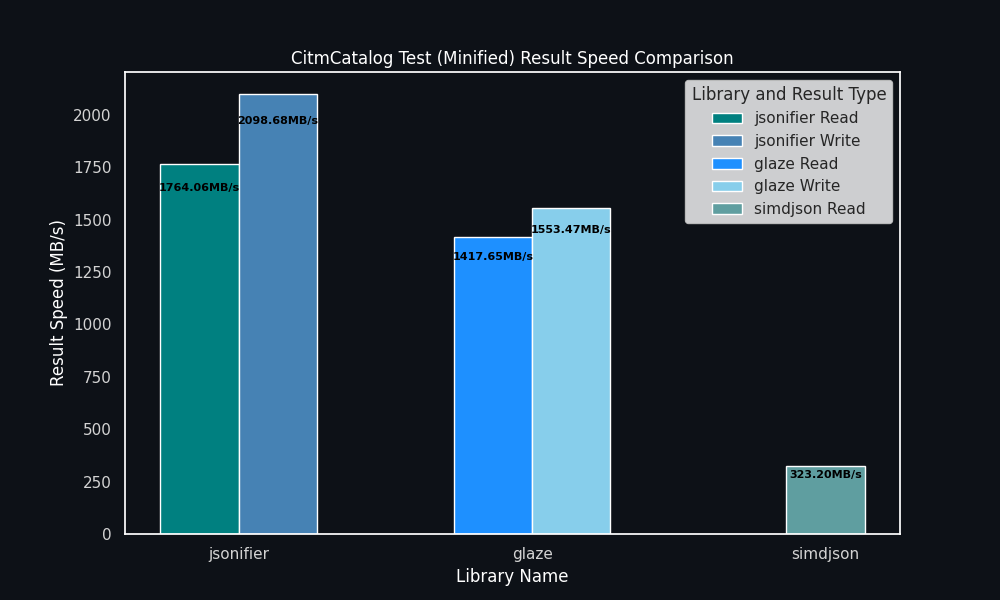 CitmCatalog Test (Minified) Result Speed Comparison
Library and Result Type
jsonifier Read
jsonifier Write
glaze Read
glaze Write
simdjson Read
Result Speed (MB/s)
2000
1750
1500
1250
1000
750
500
250
0
1764.06MB/s
2098.68MB/s
1417.65MB/s
1553.47MB/s
323.20MB/s
jsonifier
glaze
simdjson
Library Name